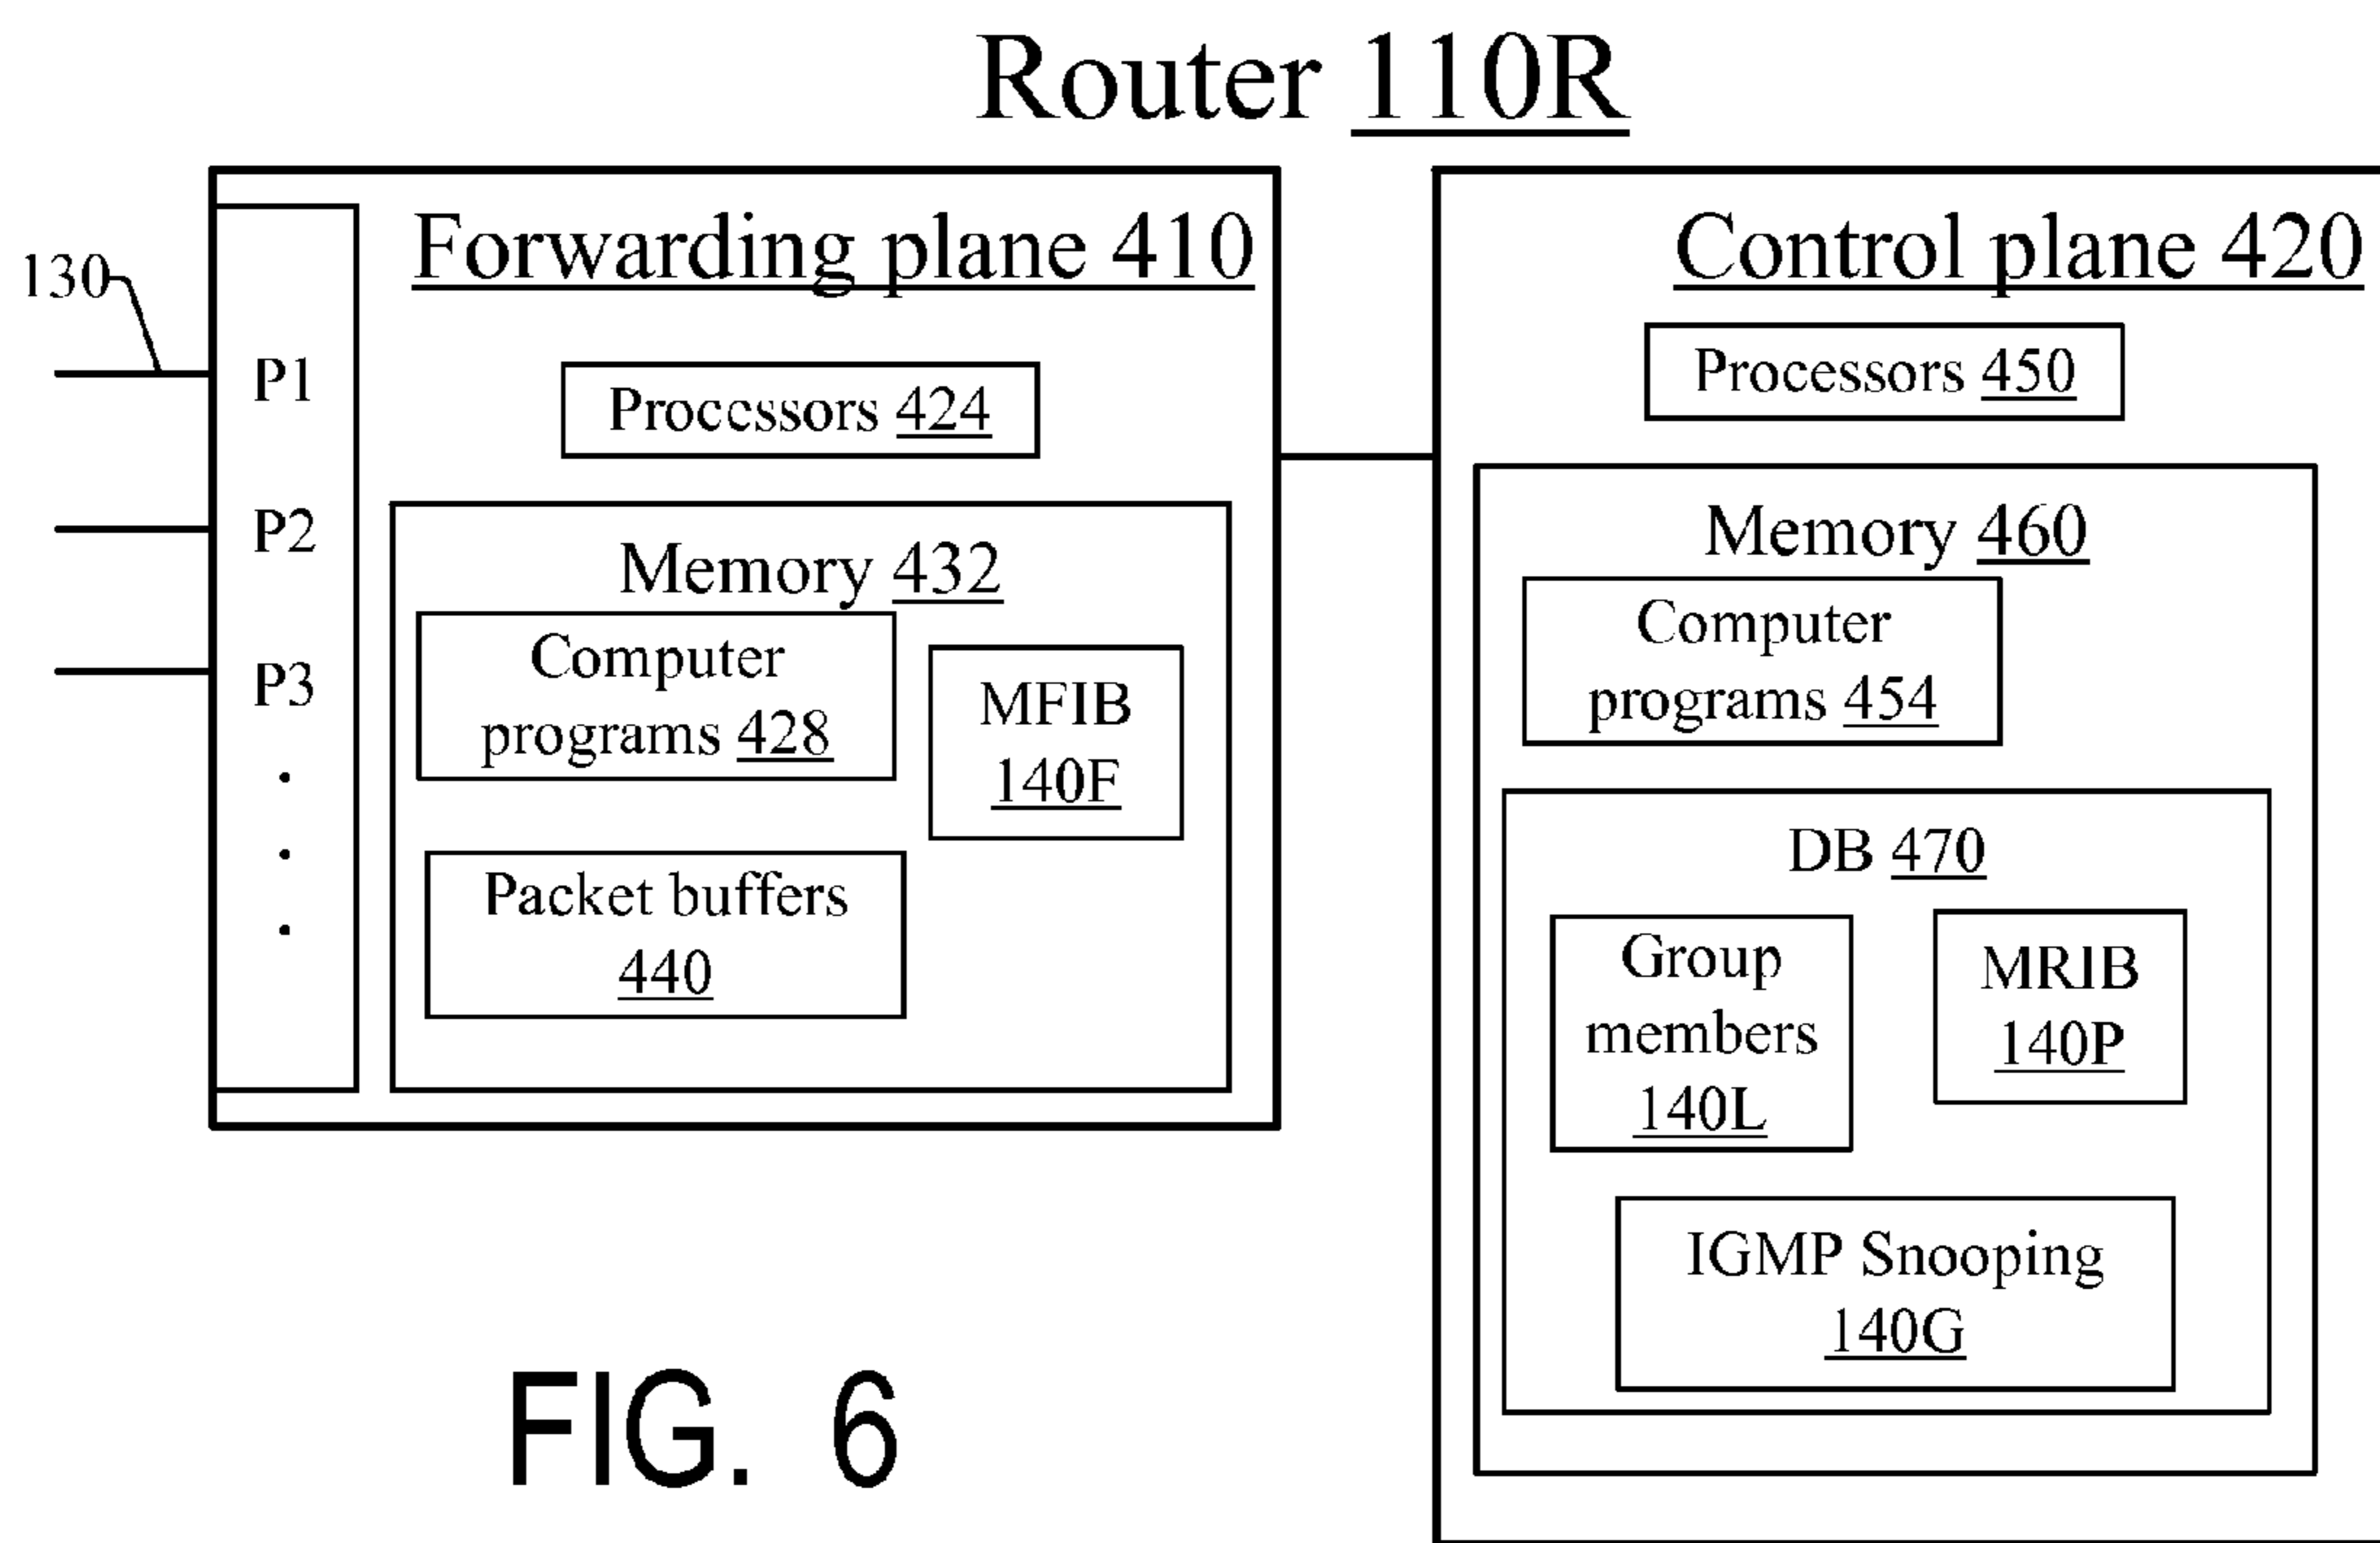 Router 110R
130
P1
P2
P3
Forwarding plane 410
Processors 424
Memory 432
Computer
programs 428
MFIB
140F
Packet buffers
440
Control plane 420
Processors 450
Memory 460
Computer
programs 454
DB 470
Group
members
140L
MRIB
140P
IGMP Snooping
140G
FIG. 6